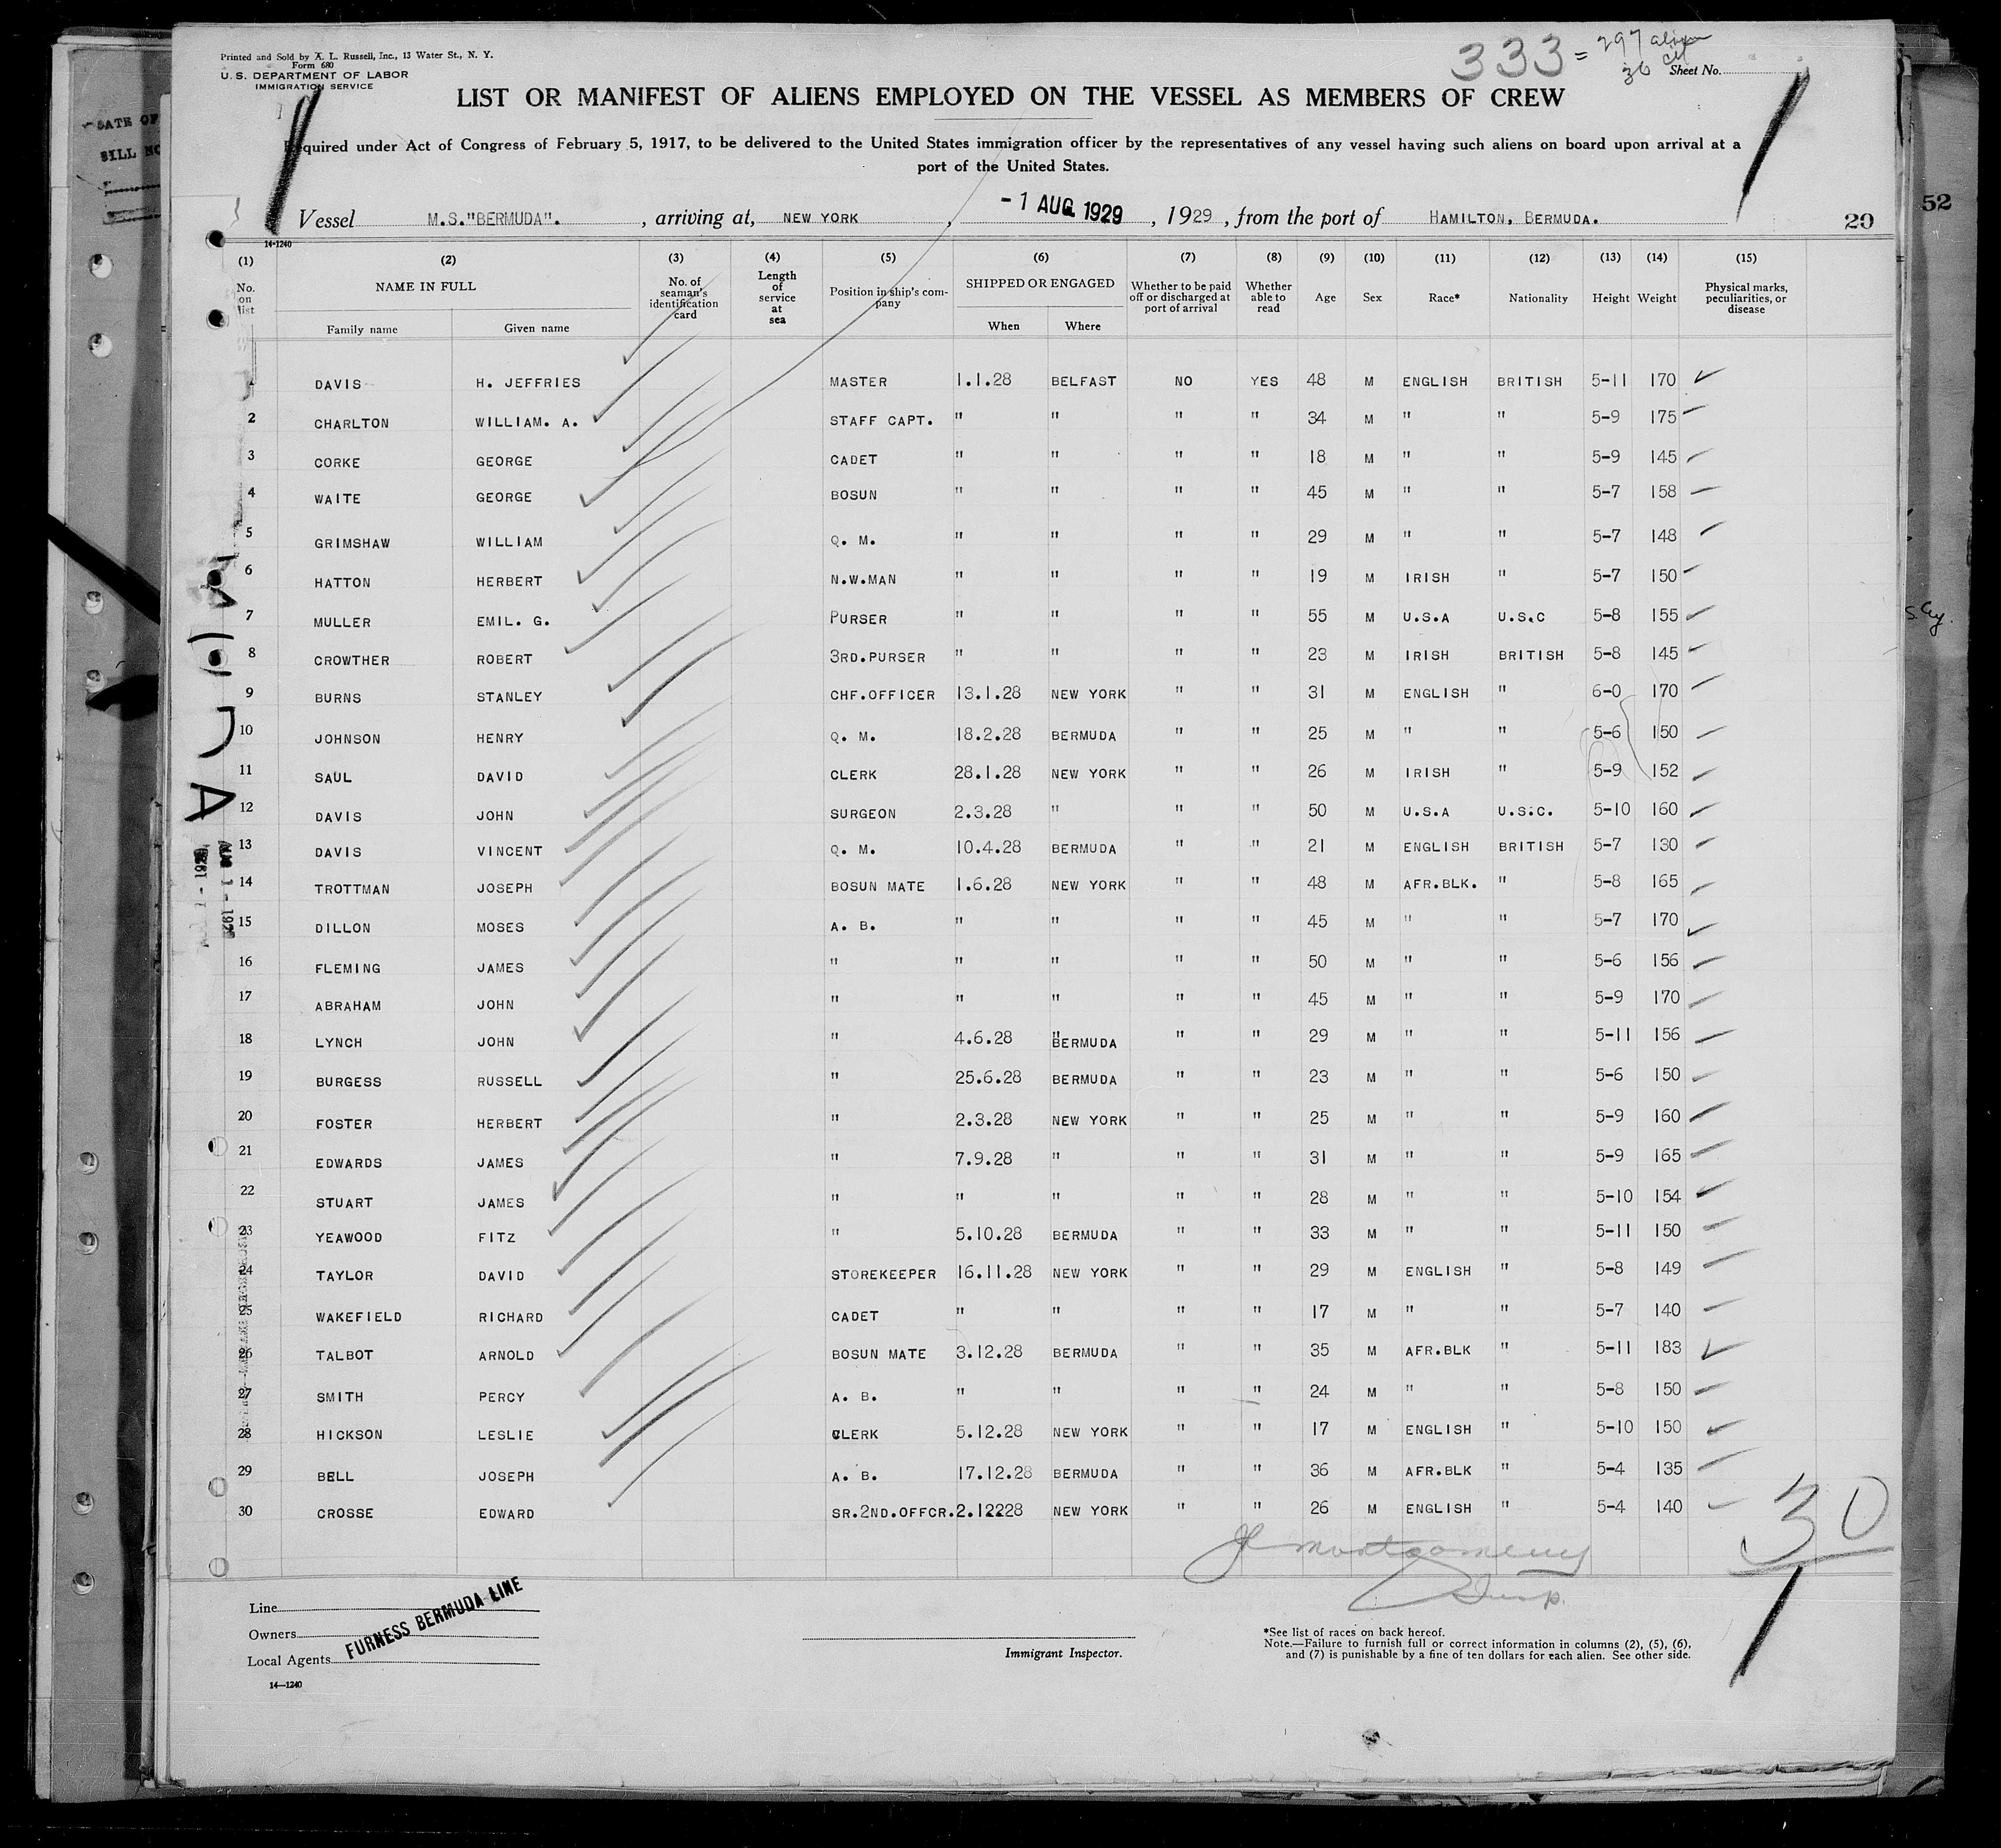 Printed and Sold by A. L. Russell, Inc., 13 Water St., N. Y.
Form 680
U. S. DEPARTMENT OF LABOR
IMMIGRATION SERVICE
333 = 297 alien
36 cit
Sheet No.
LIST OR MANIFEST OF ALIENS EMPLOYED ON THE VESSEL AS MEMBERS OF CREW
Required under Act of Congress of February 5, 1917, to be delivered to the United States immigration officer by the representatives of any vessel having such aliens on board upon arrival at a
port of the United States.
Vessel M.S."BERMUDA". , arriving at, NEW YORK , -1 AUG 1929 , 1929 , from the port of HAMILTON, BERMUDA. 20
52
14-1240
(1) (2) (3) (4) (5) (6) (7) (8) (9) (10) (11) (12) (13) (14) (15)
No. on list NAME IN FULL No. of seaman's identification card Length of service at sea Position in ship's company SHIPPED OR ENGAGED Whether to be paid off or discharged at port of arrival Whether able to read Age Sex Race* Nationality Height Weight Physical marks, peculiarities, or disease
Family name Given name When Where
1 DAVIS H. JEFFRIES MASTER 1.1.28 BELFAST NO YES 48 M ENGLISH BRITISH 5-11 170
2 CHARLTON WILLIAM. A. STAFF CAPT. " " " " 34 M " " 5-9 175
3 CORKE GEORGE CADET " " " " 18 M " " 5-9 145
4 WAITE GEORGE BOSUN " " " " 45 M " " 5-7 158
5 GRIMSHAW WILLIAM Q. M. " " " " 29 M " " 5-7 148
6 HATTON HERBERT N.W.MAN " " " " 19 M IRISH " 5-7 150
7 MULLER EMIL. G. PURSER " " " " 55 M U.S.A U.S.C 5-8 155
8 CROWTHER ROBERT 3RD.PURSER " " " " 23 M IRISH BRITISH 5-8 145
9 BURNS STANLEY CHF.OFFICER 13.1.28 NEW YORK " " 31 M ENGLISH " 6-0 170
10 JOHNSON HENRY Q. M. 18.2.28 BERMUDA " " 25 M " " 5-6 150
11 SAUL DAVID CLERK 28.1.28 NEW YORK " " 26 M IRISH " 5-9 152
12 DAVIS JOHN SURGEON 2.3.28 " " " 50 M U.S.A U.S.C. 5-10 160
13 DAVIS VINCENT Q. M. 10.4.28 BERMUDA " " 21 M ENGLISH BRITISH 5-7 130
14 TROTTMAN JOSEPH BOSUN MATE 1.6.28 NEW YORK " " 48 M AFR.BLK. " 5-8 165
15 DILLON MOSES A. B. " " " " 45 M " " 5-7 170
16 FLEMING JAMES " " " " " 50 M " " 5-6 156
17 ABRAHAM JOHN " " " " " 45 M " " 5-9 170
18 LYNCH JOHN " 4.6.28 BERMUDA " " 29 M " " 5-11 156
19 BURGESS RUSSELL " 25.6.28 BERMUDA " " 23 M " " 5-6 150
20 FOSTER HERBERT " 2.3.28 NEW YORK " " 25 M " " 5-9 160
21 EDWARDS JAMES " 7.9.28 " " " 31 M " " 5-9 165
22 STUART JAMES " " " " " 28 M " " 5-10 154
23 YEAWOOD FITZ " 5.10.28 BERMUDA " " 33 M " " 5-11 150
24 TAYLOR DAVID STOREKEEPER 16.11.28 NEW YORK " " 29 M ENGLISH " 5-8 149
25 WAKEFIELD RICHARD CADET " " " " 17 M " " 5-7 140
26 TALBOT ARNOLD BOSUN MATE 3.12.28 BERMUDA " " 35 M AFR.BLK " 5-11 183
27 SMITH PERCY A. B. " " " " 24 M " " 5-8 150
28 HICKSON LESLIE CLERK 5.12.28 NEW YORK " " 17 M ENGLISH " 5-10 150
29 BELL JOSEPH A. B. 17.12.28 BERMUDA " " 36 M AFR.BLK " 5-4 135
30 CROSSE EDWARD SR.2ND.OFFCR. 2.12228 NEW YORK " " 26 M ENGLISH " 5-4 140
30
Montgomery
Insp.
Line
Owners
Local Agents
FURNESS BERMUDA LINE
Immigrant Inspector.
*See list of races on back hereof.
Note.—Failure to furnish full or correct information in columns (2), (5), (6),
and (7) is punishable by a fine of ten dollars for each alien. See other side.
14—1240